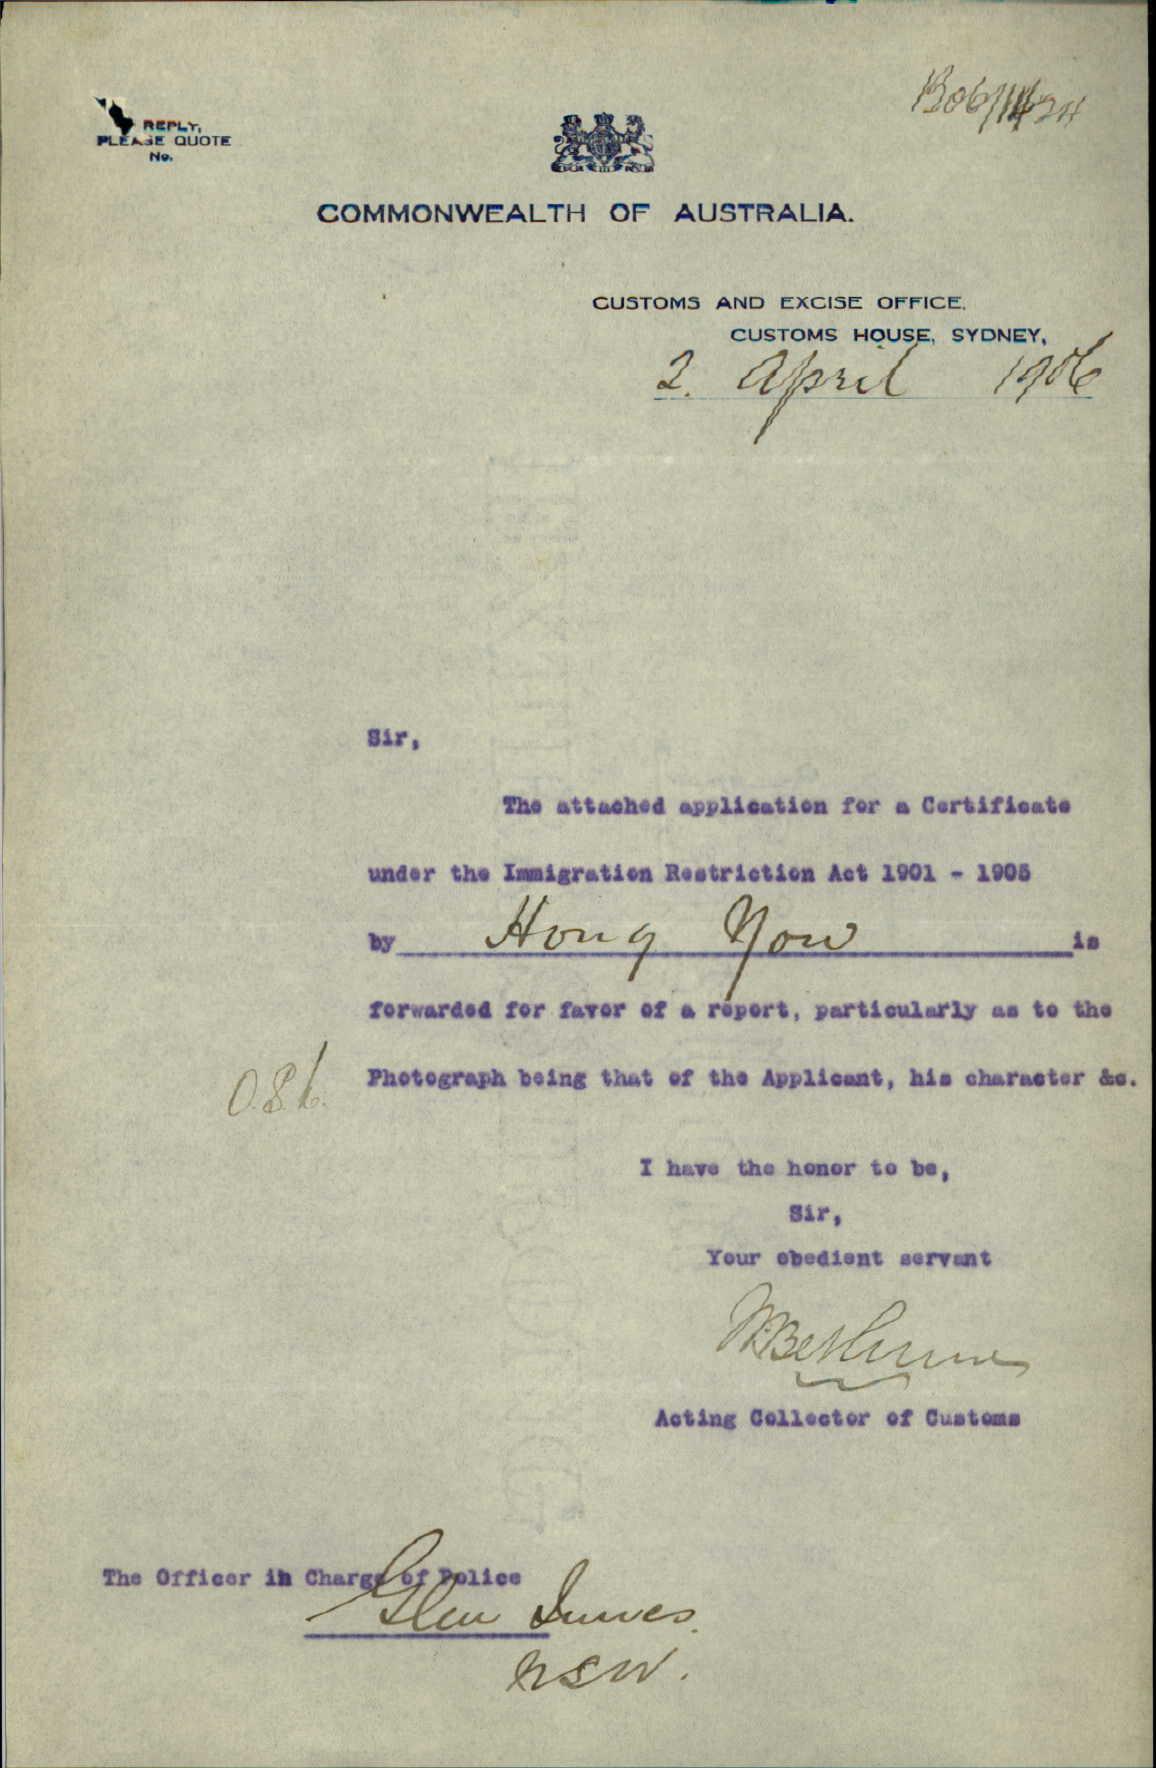 REPLY,
PLEASE QUOTE
No.
COMMONWEALTH OF AUSTRALIA.
CUSTOMS AND EXCISE OFFICE,
CUSTOMS HOUSE, SYDNEY,
2. April 1906
Sir,
The attached application for a Certificate
under the Immigration Restriction Act 1901 - 1905
by Hong Yow is
forwarded for favor of a report, particularly as to the
Photograph being that of the Applicant, his character &c.
I have the honor to be,
Sir,
Your obedient servant
Acting Collector of Customs
The Officer in Charge of Police
Glen Innes.
NSW.